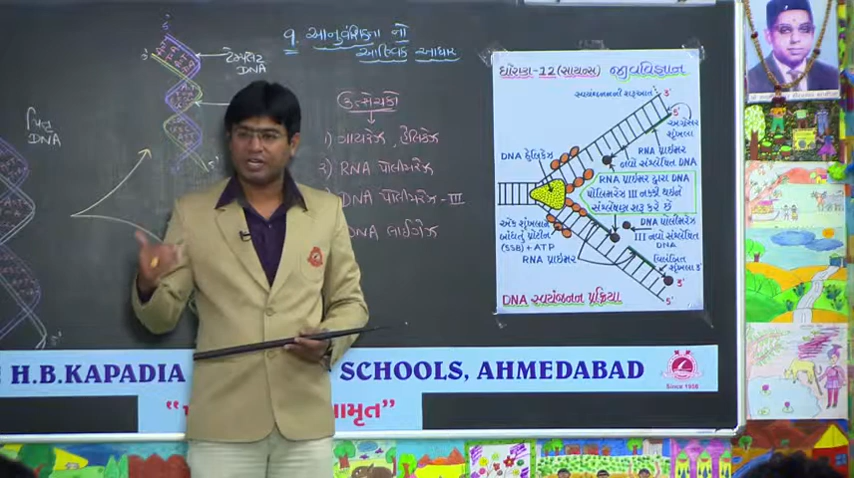 ૧. આનુવંશિકતા નો
આણ્વિક આધાર
ટેમ્પલેટ
DNA
પિતૃ
DNA
ઉત્સેચકો
૧) ગાયરેઝ, હેલિકેઝ
૨) RNA પોલીમરેઝ
DNA પોલીમરેઝ - III
DNA લાઈગેઝ
3'
5'
ધોરણ-12 (સાયન્સ) જીવવિજ્ઞાન
સ્વયંજનનની શરૂઆત
5'
3'
અગ્રેસર
શૃંખલા
RNA પ્રાઈમર
નવો સંશ્લેષિત DNA
DNA હેલિકેઝ
RNA પ્રાઈમર દ્વારા DNA
પોલિમરેઝ III નક્કી થઈને
સંશ્લેષણ શરૂ કરે છે
એક શૃંખલાને
બાંધતું પ્રોટીન
(SSB) + ATP
DNA પોલીમરેઝ
III નવો સંશ્લેષિત
DNA
RNA પ્રાઈમર
વિલંબિત
શૃંખલા
3'
5'
DNA સ્વયંજનન પ્રક્રિયા
H.B.KAPADIA SCHOOLS, AHMEDABAD
Since 1958